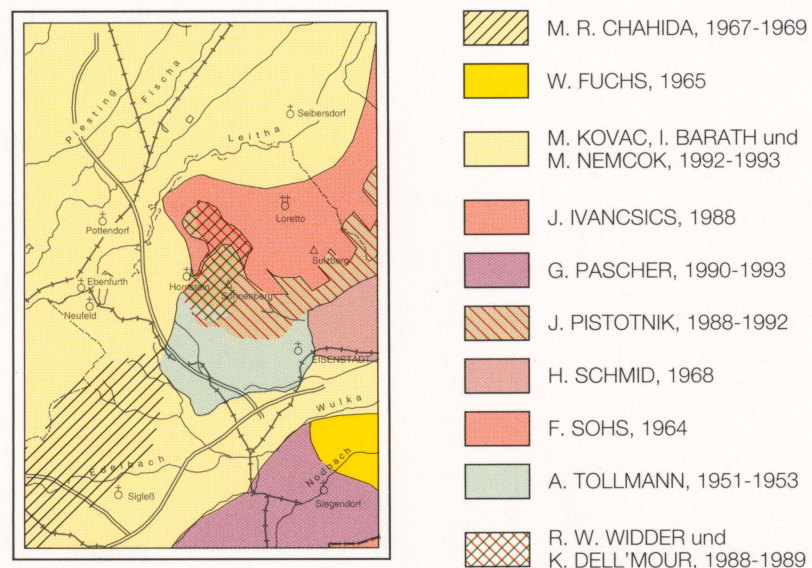 Piesting
Fischa
Seibersdorf
Leitha
Loretto
Pottendorf
Sulzberg
Ebenfurth
Hornstein
Sonnenberg
Neufeld
EISENSTADT
Wulka
Edelbach
Nodbach
Sigleß
Siegendorf
M. R. CHAHIDA, 1967-1969
W. FUCHS, 1965
M. KOVAC, I. BARATH und
M. NEMCOK, 1992-1993
J. IVANCSICS, 1988
G. PASCHER, 1990-1993
J. PISTOTNIK, 1988-1992
H. SCHMID, 1968
F. SOHS, 1964
A. TOLLMANN, 1951-1953
R. W. WIDDER und
K. DELL'MOUR, 1988-1989